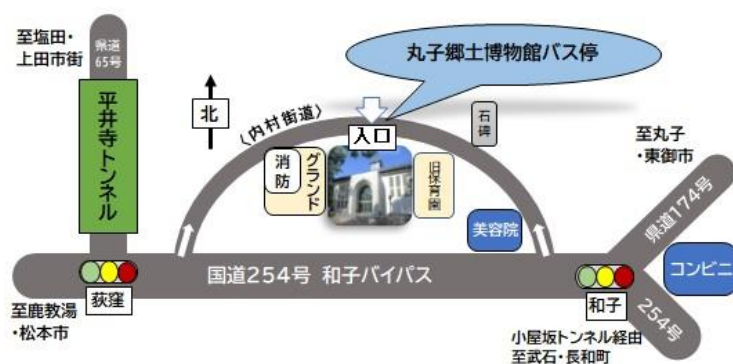 至塩田・
上田市街
県道
65号
平井寺トンネル
北
〈内村街道〉
丸子郷土博物館バス停
入口
石碑
消防
グランド
旧保育園
美容院
至丸子
・東御市
県道174号
コンビニ
国道254号 和子バイパス
荻窪
和子
254号
至鹿教湯
・松本市
小屋坂トンネル経由
至武石・長和町